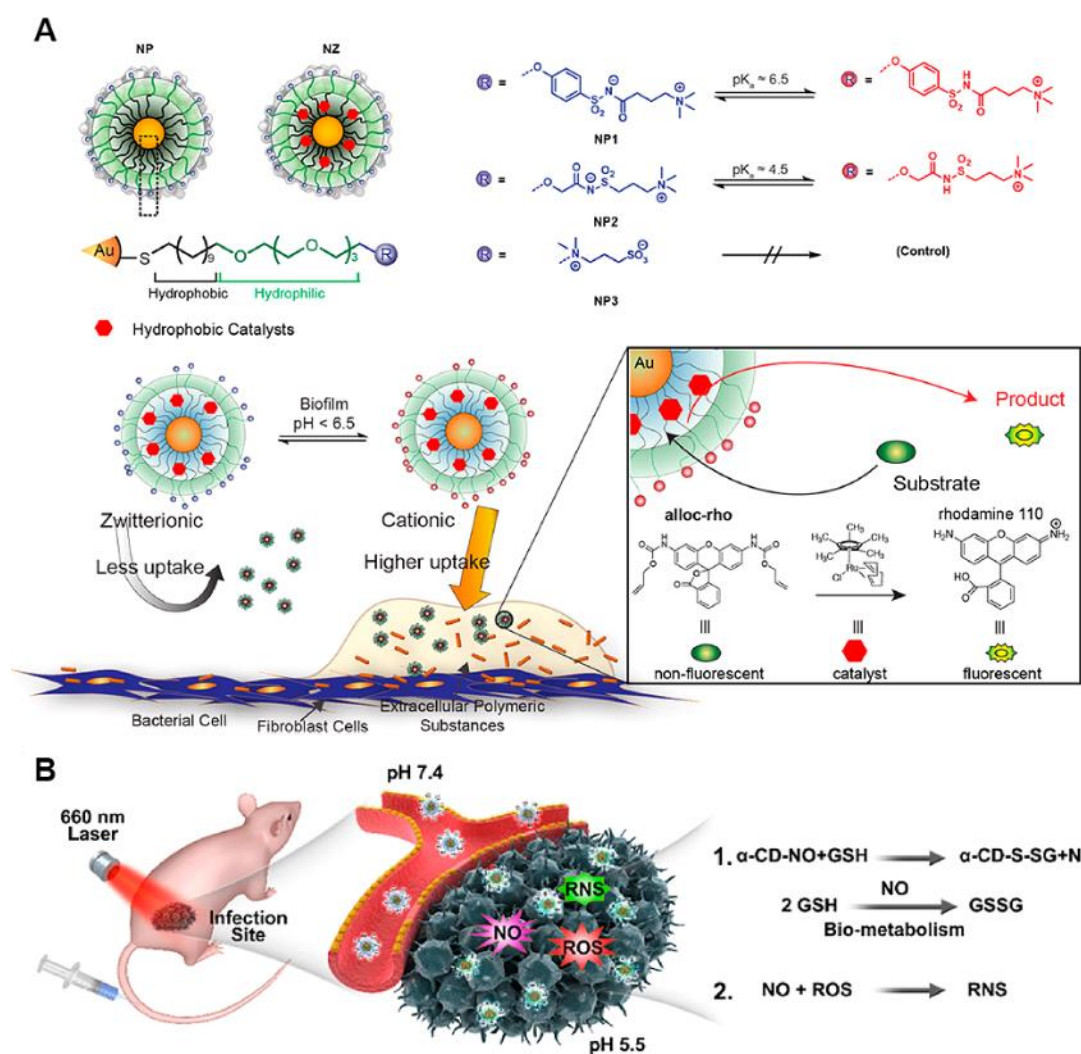 A
NP
NZ
Au
S
9
O
O
3
R
Hydrophobic
Hydrophilic
Hydrophobic Catalysts
R =
NP1
pKa ≈ 6.5
R =
R =
NP2
pKa ≈ 4.5
R =
R =
NP3
(Control)
Biofilm
pH < 6.5
Zwitterionic
Cationic
Less uptake
Higher uptake
Au
Product
Substrate
alloc-rho
rhodamine 110
non-fluorescent
catalyst
fluorescent
Bacterial Cell
Fibroblast Cells
Extracellular Polymeric
Substances
B
660 nm
Laser
Infection
Site
pH 7.4
RNS
NO
ROS
pH 5.5
1. α-CD-NO+GSH → α-CD-S-SG+N
NO
2 GSH → GSSG
Bio-metabolism
2. NO + ROS → RNS